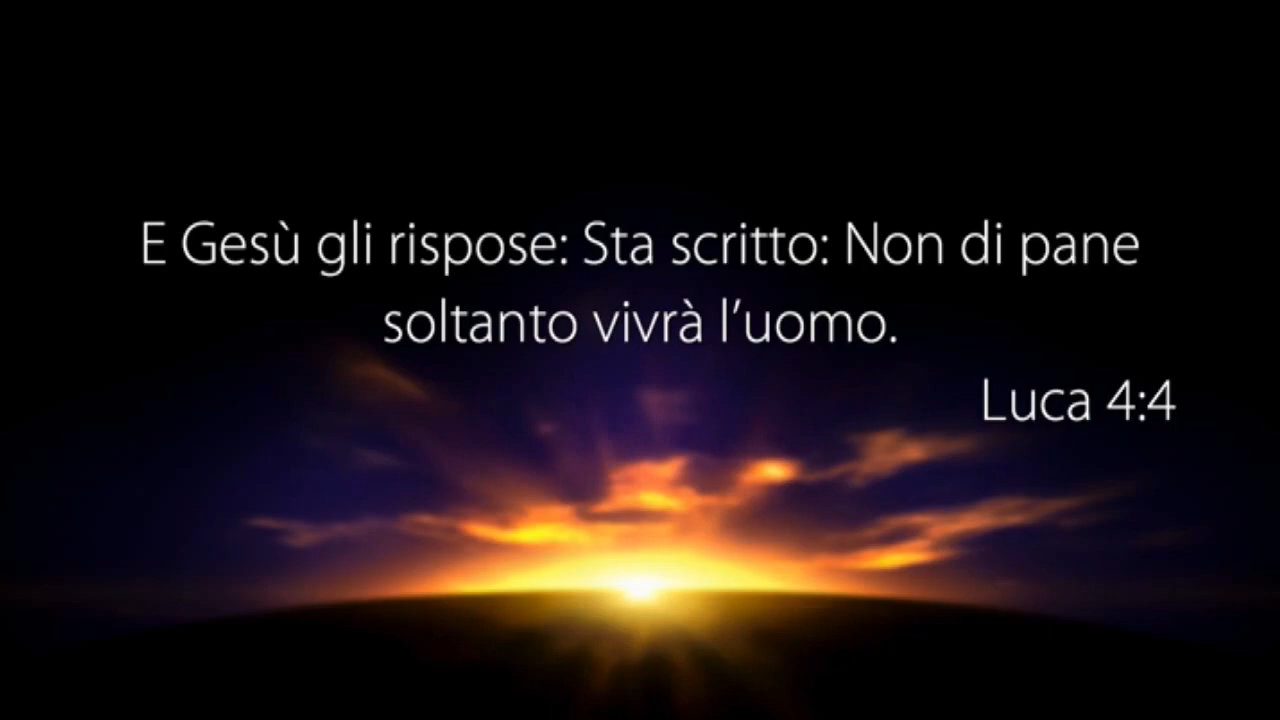 E Gesù gli rispose: Sta scritto: Non di pane
soltanto vivrà l’uomo.
Luca 4:4